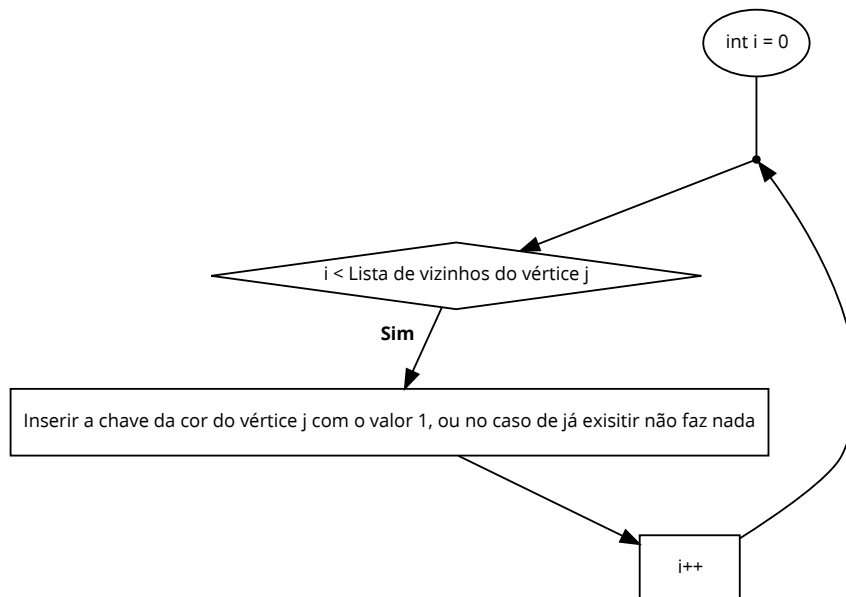 int i = 0
i < Lista de vizinhos do vértice j
Sim
Inserir a chave da cor do vértice j com o valor 1, ou no caso de já exisitir não faz nada
i++